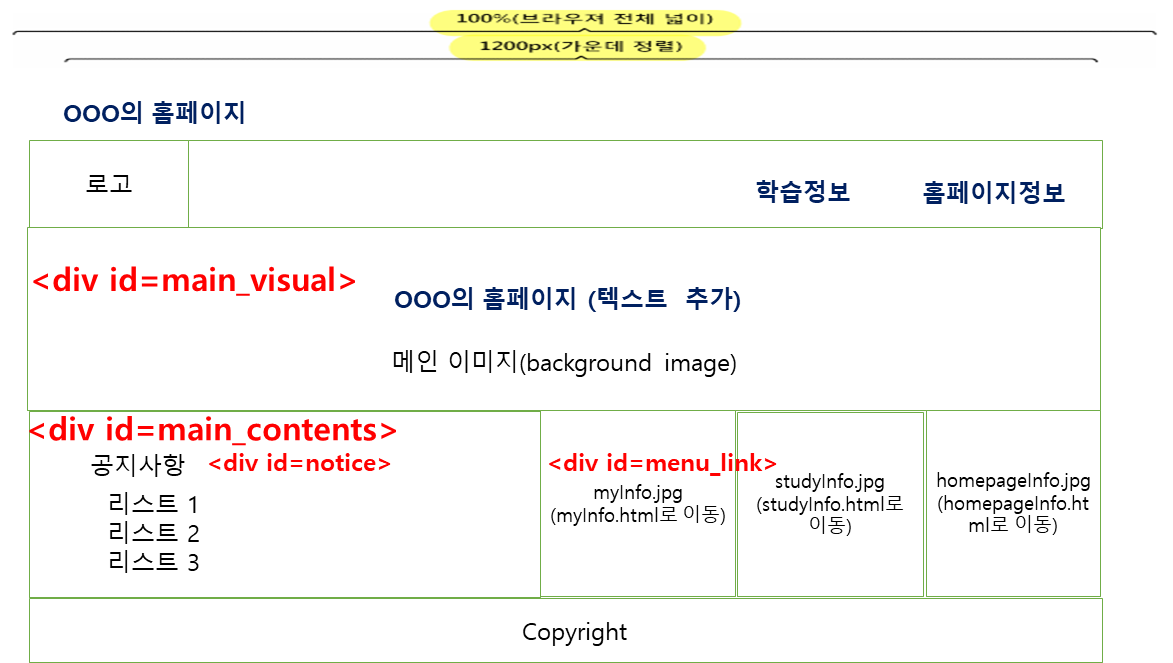 100%(브라우져 전체 넓이)
1200px(가운데 정렬)
OOO의 홈페이지
로고
학습정보
홈페이지정보
<div id=main_visual>
OOO의 홈페이지 (텍스트 추가)
메인 이미지(background image)
<div id=main_contents>
공지사항
<div id=notice>
리스트 1
리스트 2
리스트 3
<div id=menu_link>
myInfo.jpg
(myInfo.html로 이동)
studyInfo.jpg
(studyInfo.html로
이동)
homepageInfo.jpg
(homepageInfo.ht
ml로 이동)
Copyright